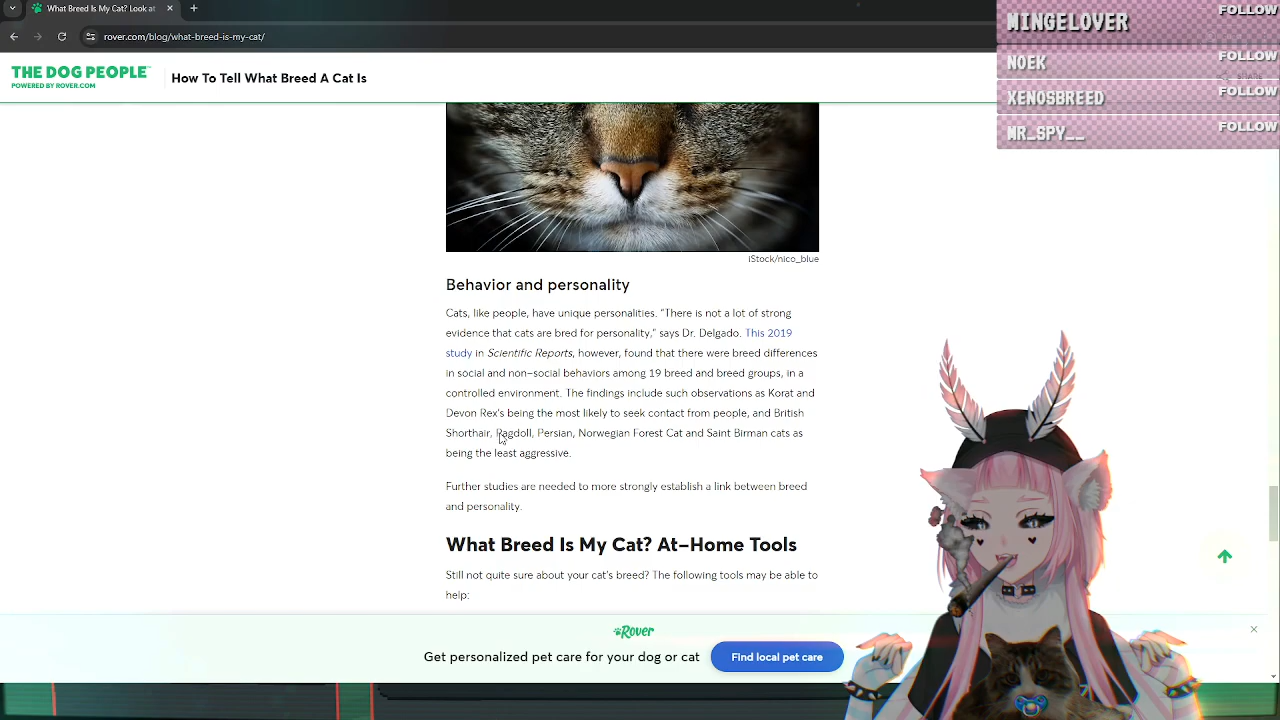 What Breed Is My Cat? Look at
rover.com/blog/what-breed-is-my-cat/
THE DOG PEOPLE
POWERED BY ROVER.COM
How To Tell What Breed A Cat Is
MINGELOVER FOLLOW
NOEK FOLLOW
XENOSBREED FOLLOW
MR_SPY__ FOLLOW
iStock/nico_blue
Behavior and personality
Cats, like people, have unique personalities. “There is not a lot of strong
evidence that cats are bred for personality,” says Dr. Delgado. This 2019
study in Scientific Reports, however, found that there were breed differences
in social and non-social behaviors among 19 breed and breed groups, in a
controlled environment. The findings include such observations as Korat and
Devon Rex's being the most likely to seek contact from people, and British
Shorthair, Ragdoll, Persian, Norwegian Forest Cat and Saint Birman cats as
being the least aggressive.
Further studies are needed to more strongly establish a link between breed
and personality.
What Breed Is My Cat? At-Home Tools
Still not quite sure about your cat's breed? The following tools may be able to
help:
Rover
Get personalized pet care for your dog or cat
Find local pet care